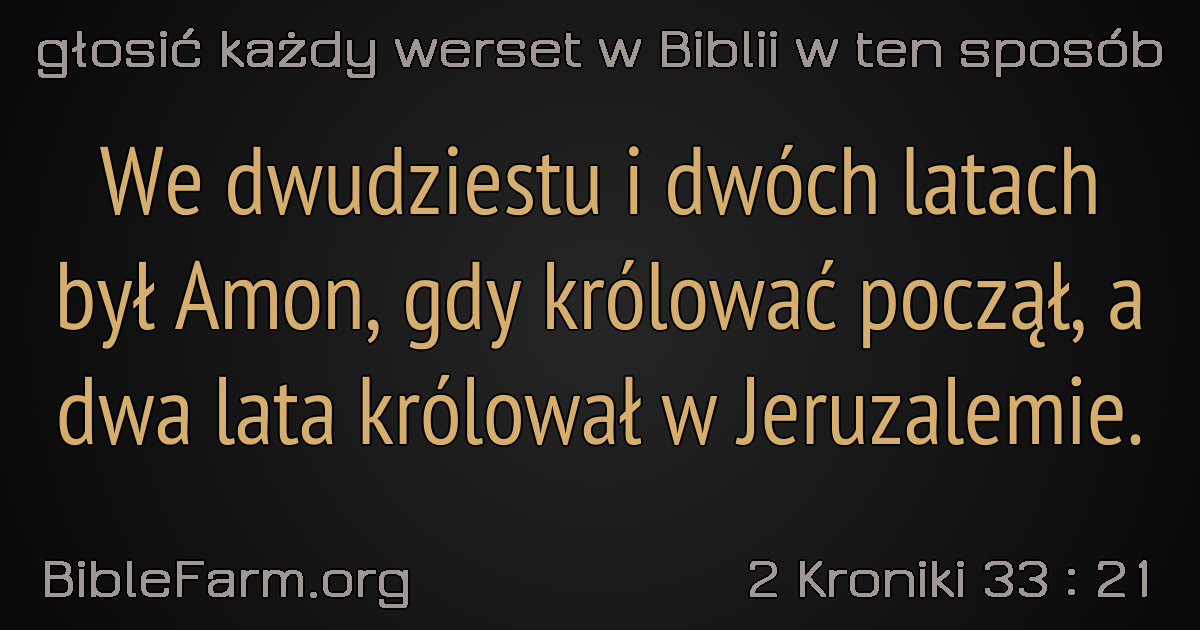 głosić każdy werset w Biblii w ten sposób
We dwudziestu i dwóch latach
był Amon, gdy królować począł, a
dwa lata królował w Jeruzalemie.
BibleFarm.org
2 Kroniki 33 : 21